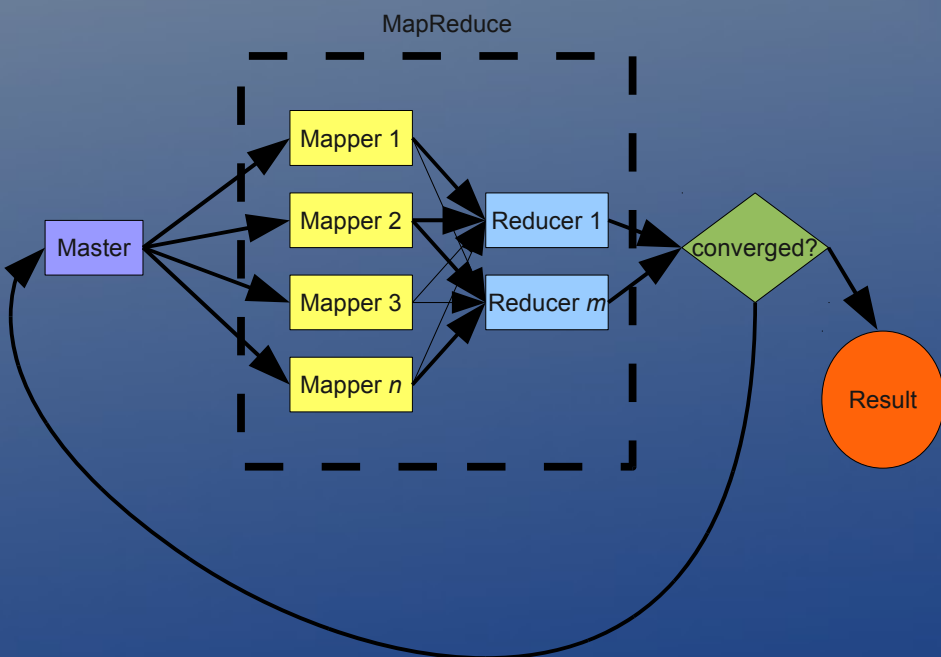 MapReduce
Mapper 1
Mapper 2
Reducer 1
Master
converged?
Mapper 3
Reducer m
Mapper n
Result